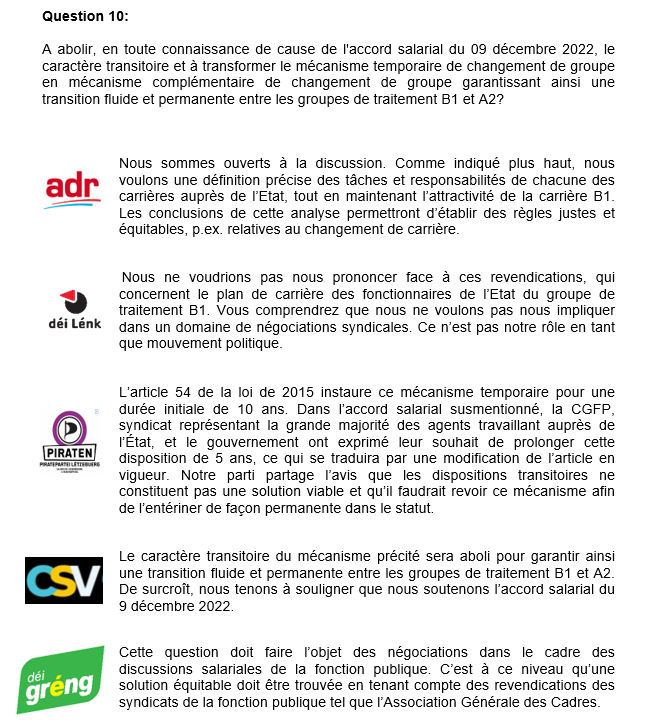 Question 10:
A abolir, en toute connaissance de cause de l'accord salarial du 09 décembre 2022, le
caractère transitoire et à transformer le mécanisme temporaire de changement de groupe
en mécanisme complémentaire de changement de groupe garantissant ainsi une
transition fluide et permanente entre les groupes de traitement B1 et A2?
adr
Nous sommes ouverts à la discussion. Comme indiqué plus haut, nous
voulons une définition précise des tâches et responsabilités de chacune des
carrières auprès de l'Etat, tout en maintenant l'attractivité de la carrière B1.
Les conclusions de cette analyse permettront d'établir des règles justes et
équitables, p.ex. relatives au changement de carrière.
déi Lénk
Nous ne voudrions pas nous prononcer face à ces revendications, qui
concernent le plan de carrière des fonctionnaires de l'Etat du groupe de
traitement B1. Vous comprendrez que nous ne voulons pas nous impliquer
dans un domaine de négociations syndicales. Ce n'est pas notre rôle en tant
que mouvement politique.
PIRATEN
PIRATEPARTEI LËTZEBUERG
L'article 54 de la loi de 2015 instaure ce mécanisme temporaire pour une
durée initiale de 10 ans. Dans l'accord salarial susmentionné, la CGFP,
syndicat représentant la grande majorité des agents travaillant auprès de
l'État, et le gouvernement ont exprimé leur souhait de prolonger cette
disposition de 5 ans, ce qui se traduira par une modification de l'article en
vigueur. Notre parti partage l'avis que les dispositions transitoires ne
constituent pas une solution viable et qu'il faudrait revoir ce mécanisme afin
de l'entériner de façon permanente dans le statut.
CSV
Le caractère transitoire du mécanisme précité sera aboli pour garantir ainsi
une transition fluide et permanente entre les groupes de traitement B1 et A2.
De surcroît, nous tenons à souligner que nous soutenons l'accord salarial du
9 décembre 2022.
déi gréng
Cette question doit faire l'objet des négociations dans le cadre des
discussions salariales de la fonction publique. C'est à ce niveau qu'une
solution équitable doit être trouvée en tenant compte des revendications des
syndicats de la fonction publique tel que l'Association Générale des Cadres.